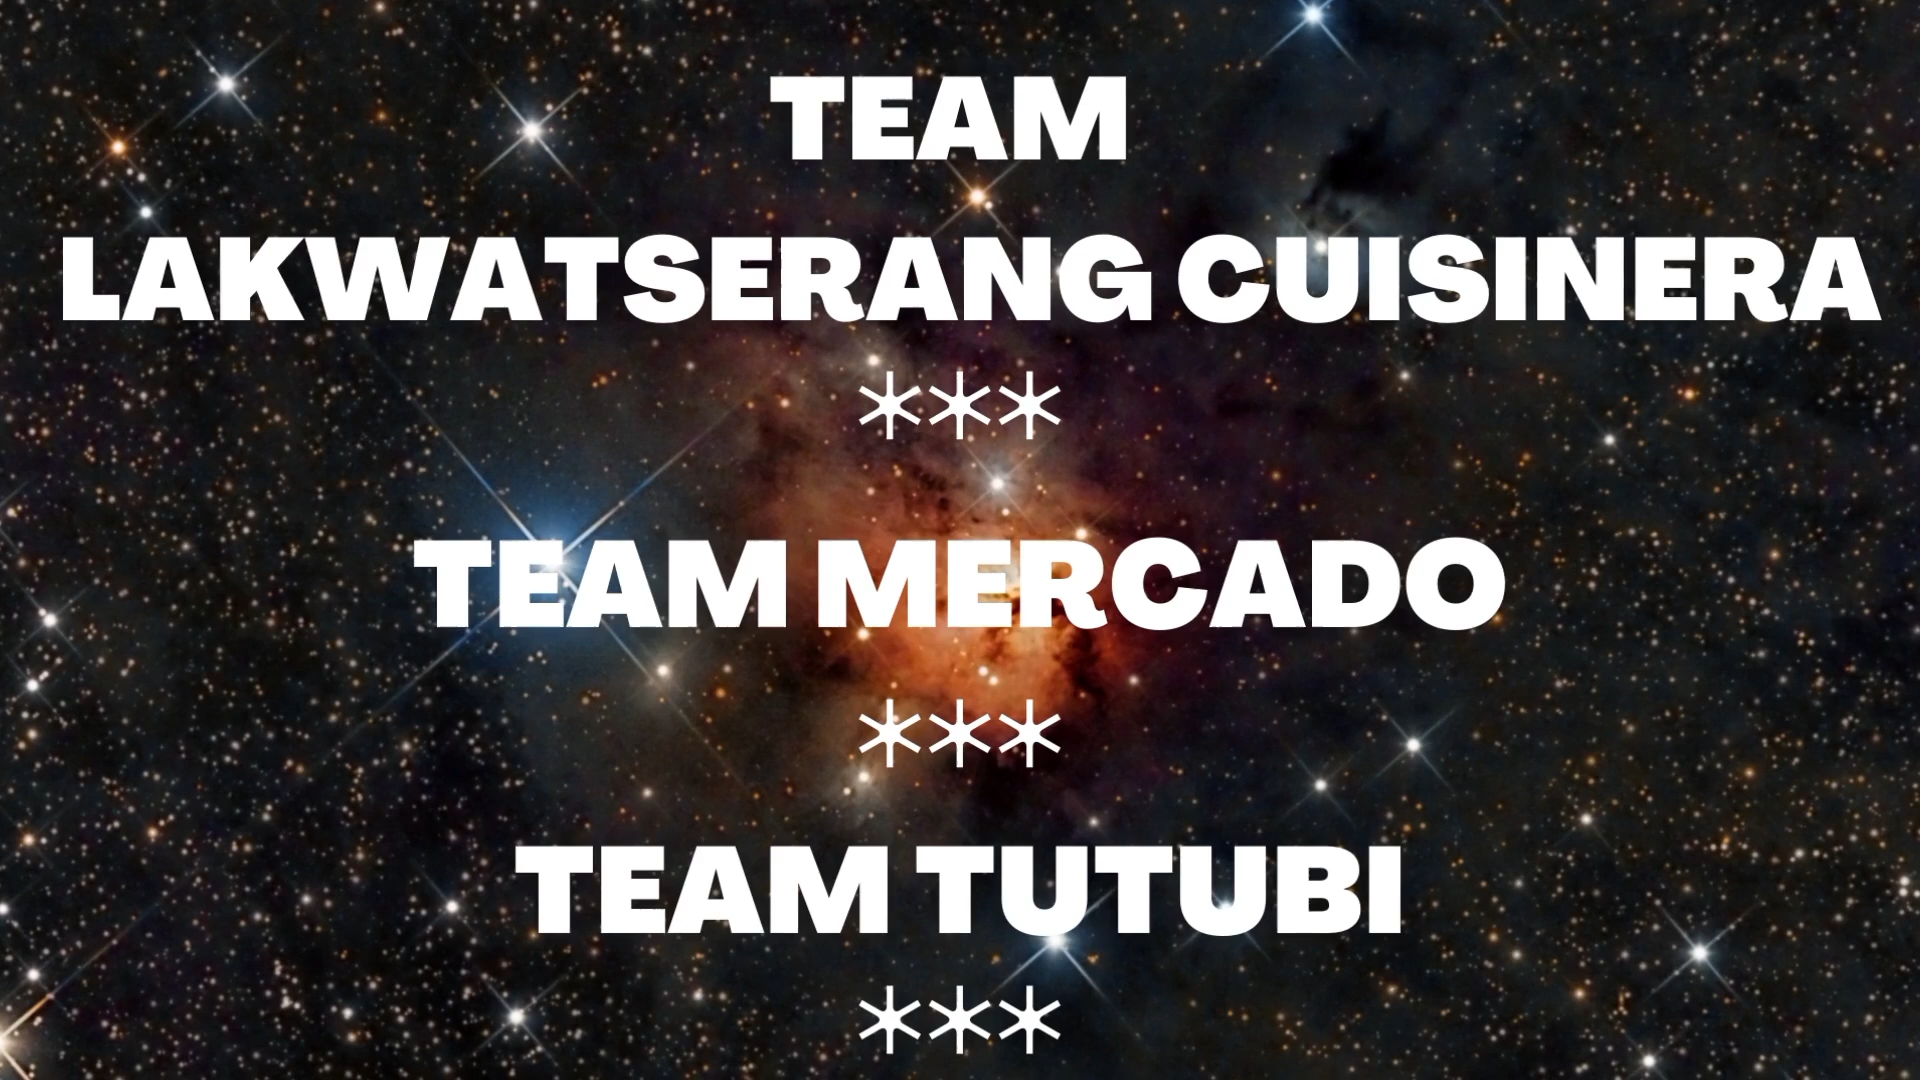 TEAM
LAKWATSERANG CUISINERA
***
TEAM MERCADO
***
TEAM TUTUBI
***